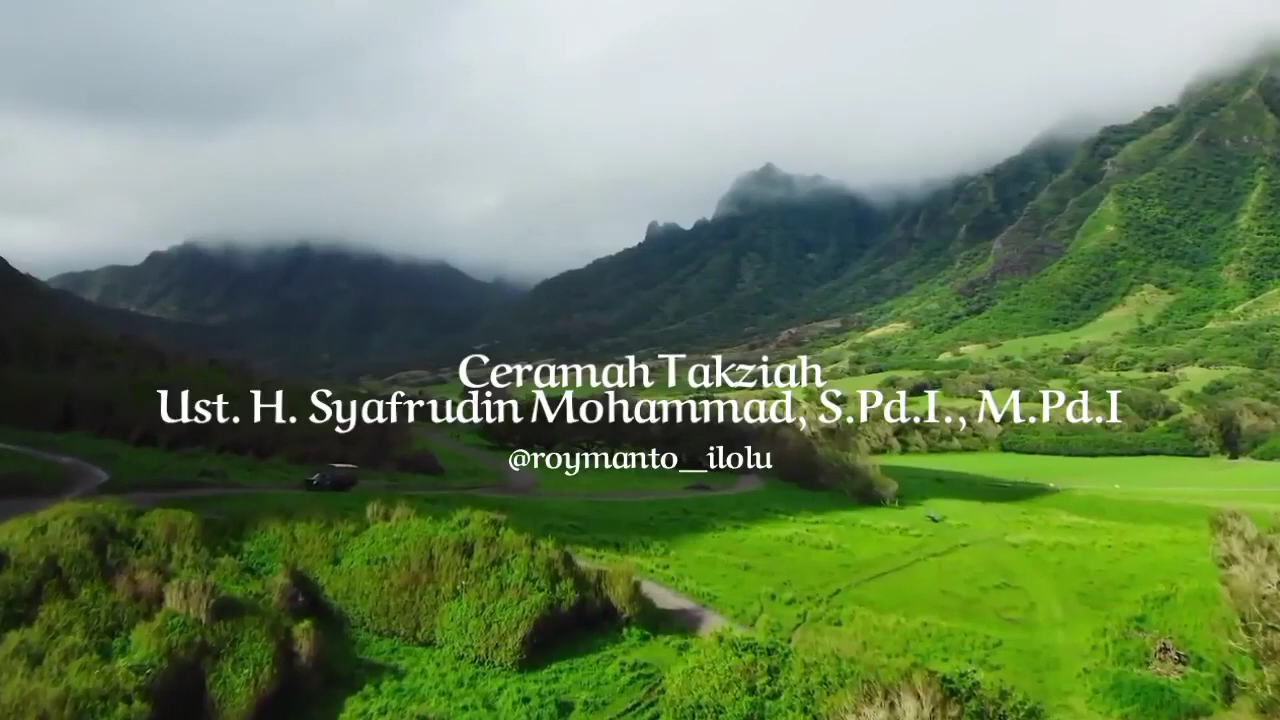 Ceramah Takziah
Ust. H. Syafrudin Mohammad, S.Pd.I., M.Pd.I
@roymanto_ilolu